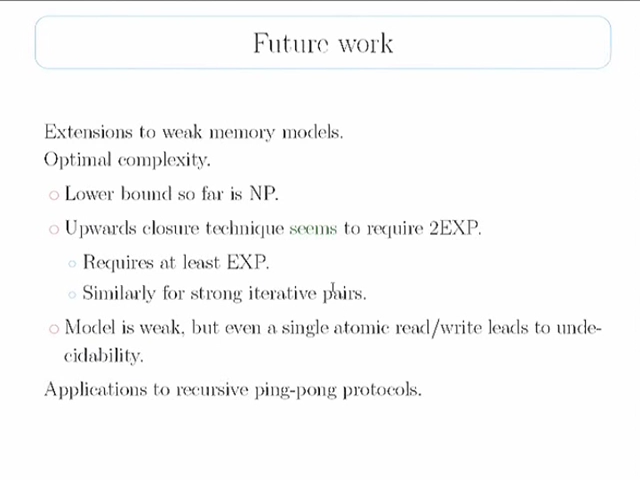 Future work
Extensions to weak memory models.
Optimal complexity.
Lower bound so far is NP.
Upwards closure technique seems to require 2EXP.
Requires at least EXP.
Similarly for strong iterative pairs.
Model is weak, but even a single atomic read/write leads to unde-
cidability.
Applications to recursive ping-pong protocols.